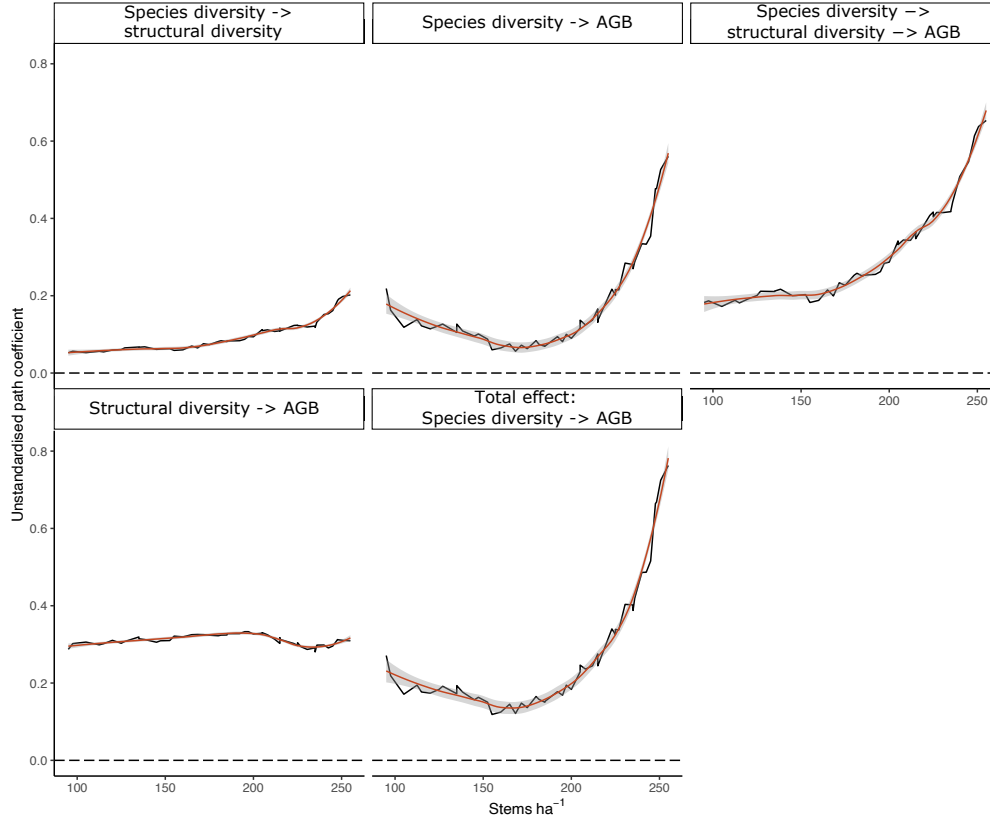 Species diversity ->
structural diversity
Species diversity -> AGB
Species diversity −>
structural diversity −> AGB
0.8
0.6
0.4
0.2
0.0
100
150
200
250
Structural diversity -> AGB
Total effect:
Species diversity -> AGB
0.8
0.6
0.4
0.2
0.0
100
150
200
250
100
150
200
250
Unstandardised path coefficient
Stems ha⁻¹